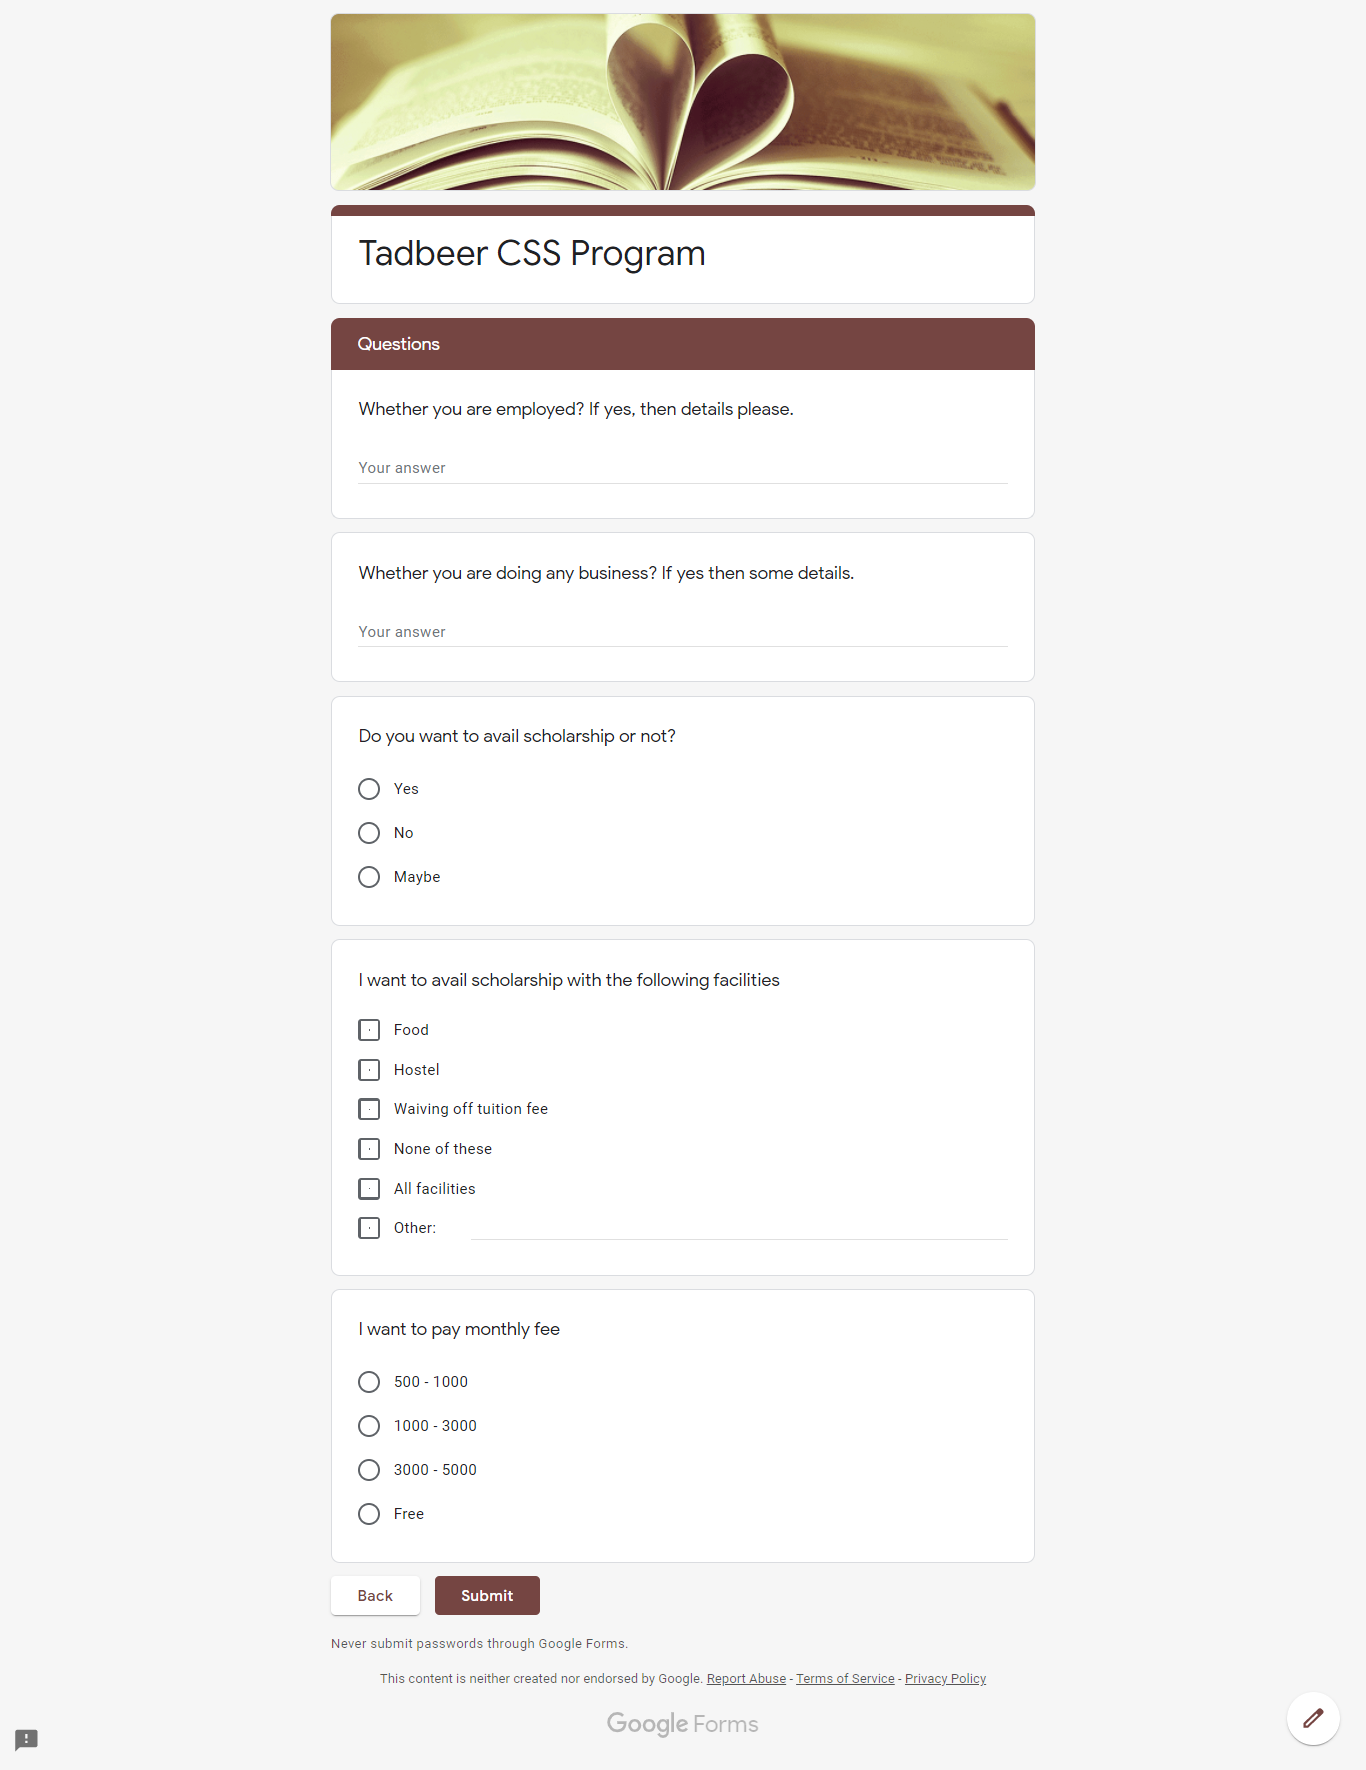 Tadbeer CSS Program
Questions
Whether you are employed? If yes, then details please.
Your answer
Whether you are doing any business? If yes then some details.
Your answer
Do you want to avail scholarship or not?
Yes
No
Maybe
I want to avail scholarship with the following facilities
Food
Hostel
Waiving off tuition fee
None of these
All facilities
Other:
I want to pay monthly fee
500 - 1000
1000 - 3000
3000 - 5000
Free
Back
Submit
Never submit passwords through Google Forms.
This content is neither created nor endorsed by Google. Report Abuse - Terms of Service - Privacy Policy
Google Forms